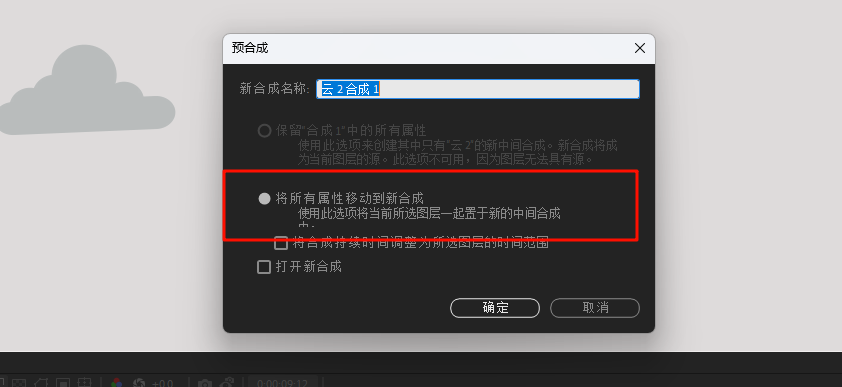 预合成
新合成名称:
云 2 合成 1
保留“合成 1”中的所有属性
使用此选项来创建其中只有“云 2”的新中间合成。新合成将成
为当前图层的源。此选项不可用，因为图层无法具有源。
将所有属性移动到新合成
使用此选项将当前所选图层一起置于新的中间合成
中。
将合成持续时间调整为所选图层的时间范围
打开新合成
确定
取消
+0.0
0:00:09:12